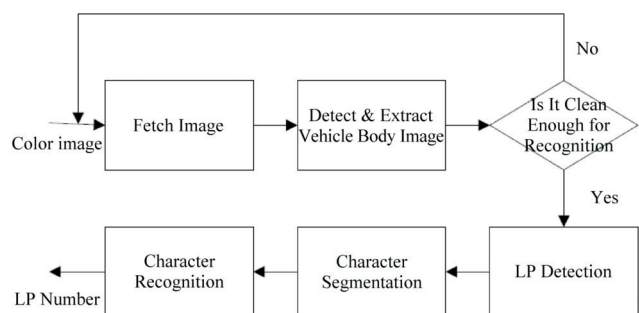 No
Color image
Fetch Image
Detect & Extract
Vehicle Body Image
Is It Clean
Enough for
Recognition
Yes
LP Detection
Character
Segmentation
Character
Recognition
LP Number